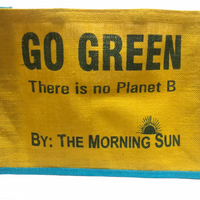 GO GREEN
There is no Planet B
BY: THE MORNING SUN